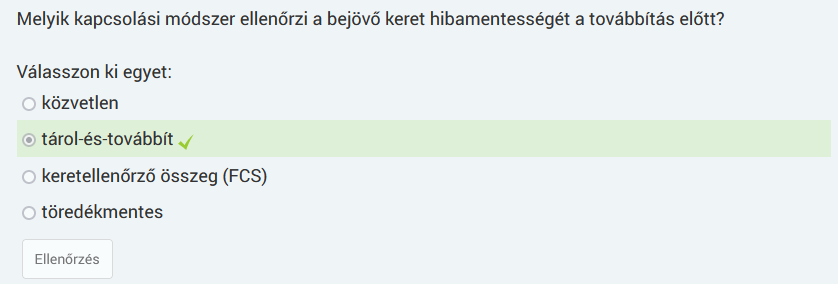 Melyik kapcsolási módszer ellenőrzi a bejövő keret hibamentességét a továbbítás előtt?
Válasszon ki egyet:
közvetlen
tárol-és-továbbít
keretellenőrző összeg (FCS)
töredékmentes
Ellenőrzés